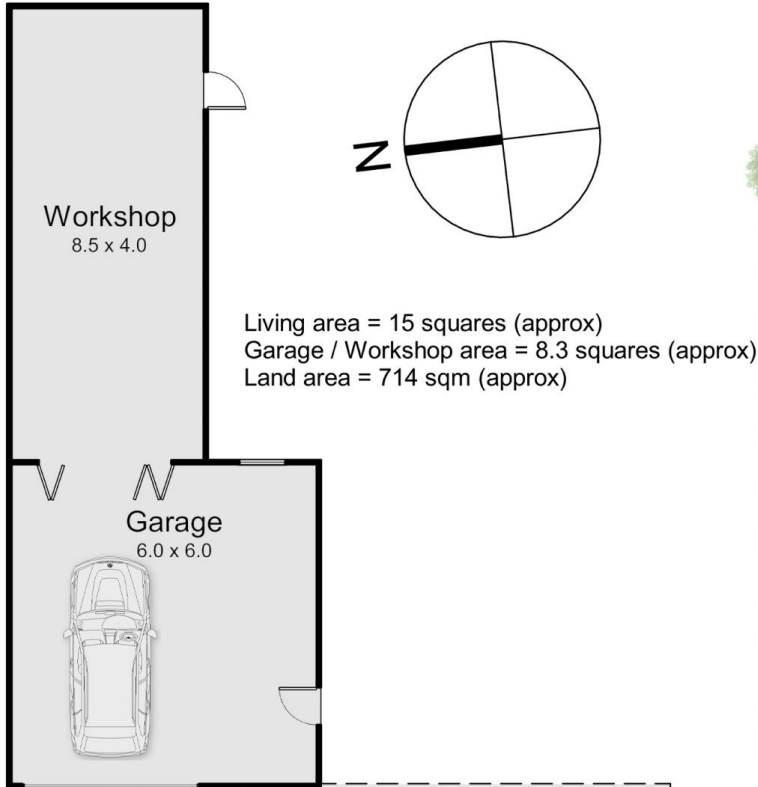 N
Workshop
8.5 x 4.0
Living area = 15 squares (approx)
Garage / Workshop area = 8.3 squares (approx)
Land area = 714 sqm (approx)
Garage
6.0 x 6.0